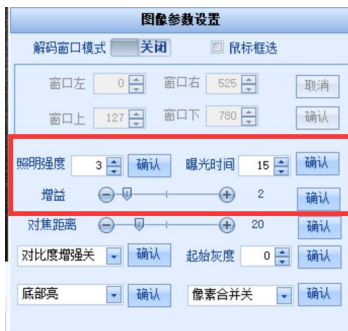 图像参数设置
解码窗口模式 关闭 鼠标框选
窗口左 0 窗口右 525 取消
窗口上 127 窗口下 780 确认
照明强度 3 确认 曝光时间 15 确认
增益 2 确认
对焦距离 20 确认
对比度增强关 确认 起始灰度 0 确认
底部亮 确认 像素合并关 确认